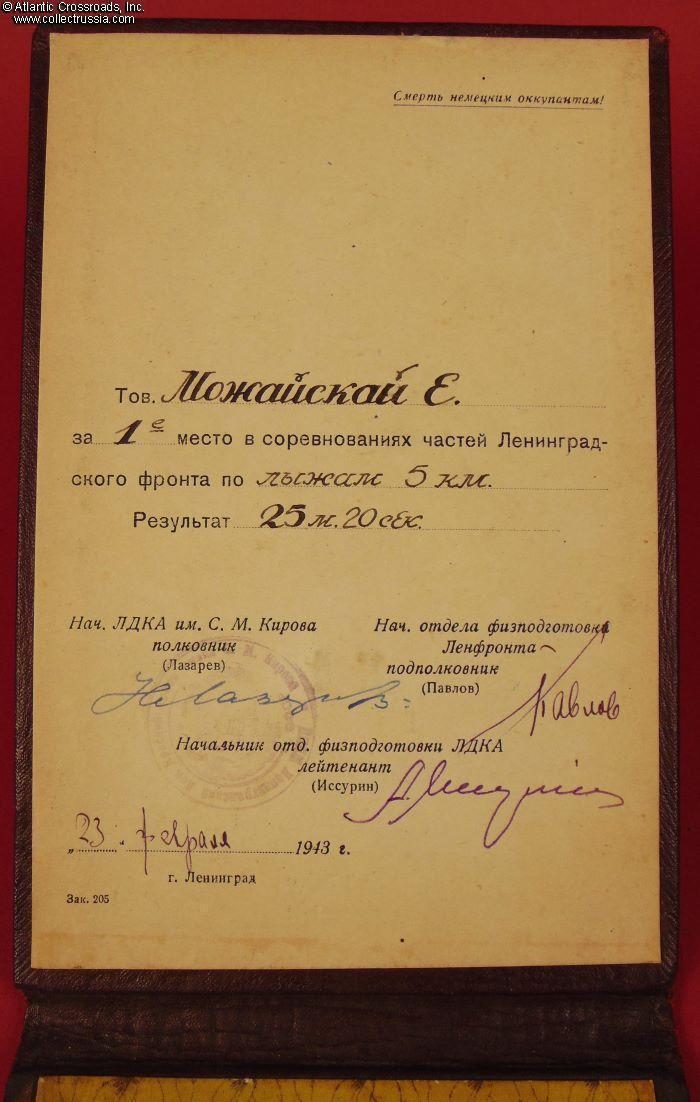 © Atlantic Crossroads, Inc.
www.collectrussia.com
Смерть немецким оккупантам!
Тов. Можайскай Е.
за 1е место в соревнованиях частей Ленинград-
ского фронта по лыжам 5 км.
Результат 25 м. 20 сек.
Нач. ЛДКА им. С. М. Кирова
полковник
(Лазарев)
Нач. отдела физподготовки
Ленфронта
подполковник
(Павлов)
Павлов
Начальник отд. физподготовки ЛДКА
лейтенант
(Иссурин)
„23“ февраля 1943 г.
г. Ленинград
Зак. 205